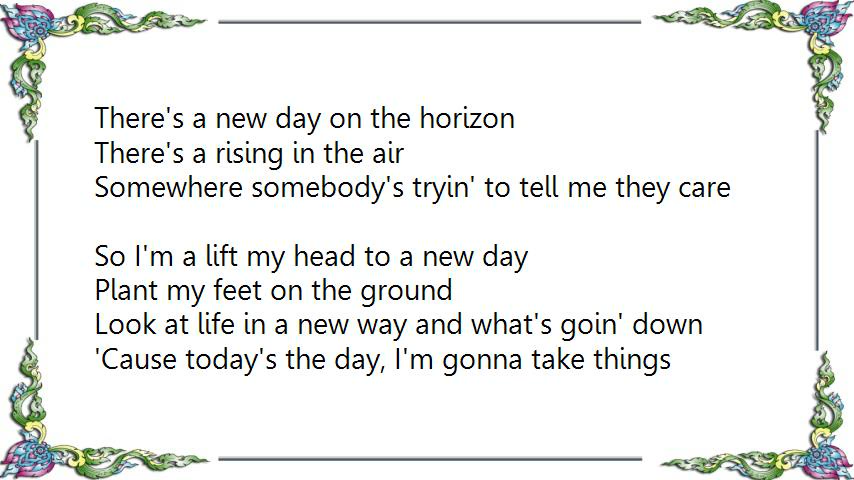 There's a new day on the horizon
There's a rising in the air
Somewhere somebody's tryin' to tell me they care
So I'm a lift my head to a new day
Plant my feet on the ground
Look at life in a new way and what's goin' down
'Cause today's the day, I'm gonna take things